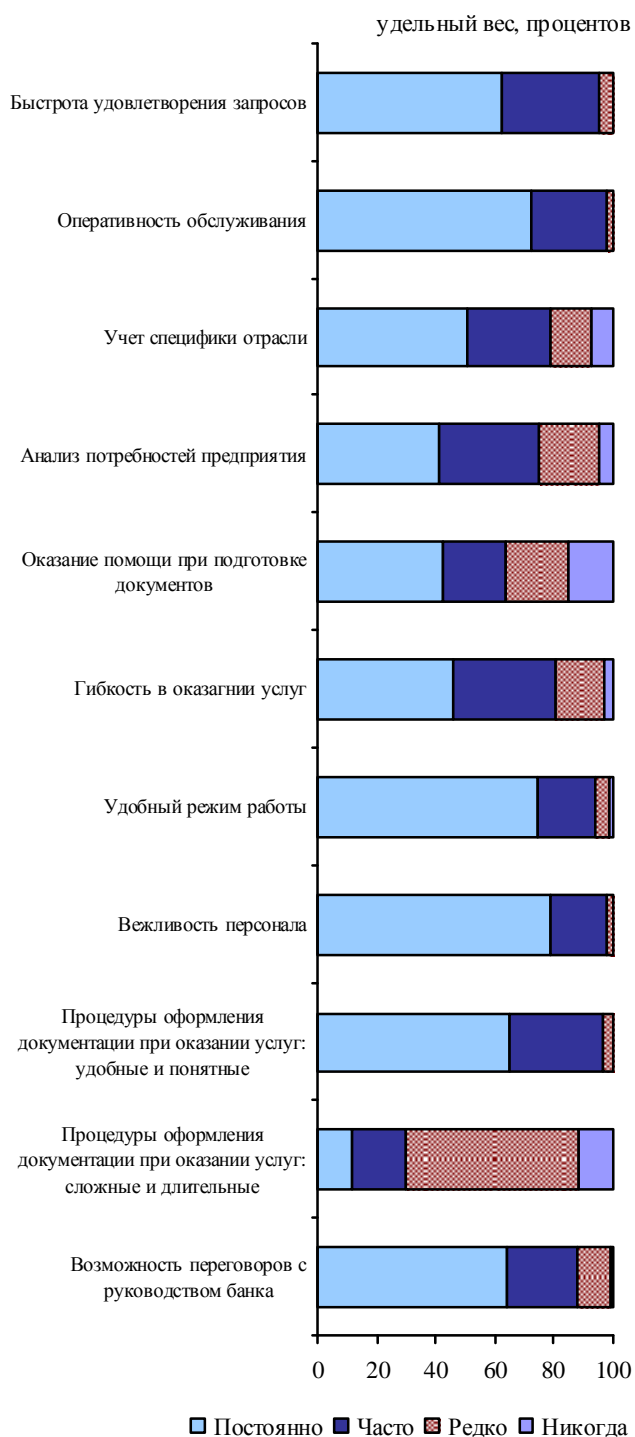 удельный вес, процентов
Быстрота удовлетворения запросов
Оперативность обслуживания
Учет специфики отрасли
Анализ потребностей предприятия
Оказание помощи при подготовке
документов
Гибкость в оказагнии услуг
Удобный режим работы
Вежливость персонала
Процедуры оформления
документации при оказании услуг:
удобные и понятные
Процедуры оформления
документации при оказании услуг:
сложные и длительные
Возможность переговоров с
руководством банка
0 20 40 60 80 100
Постоянно Часто Редко Никогда